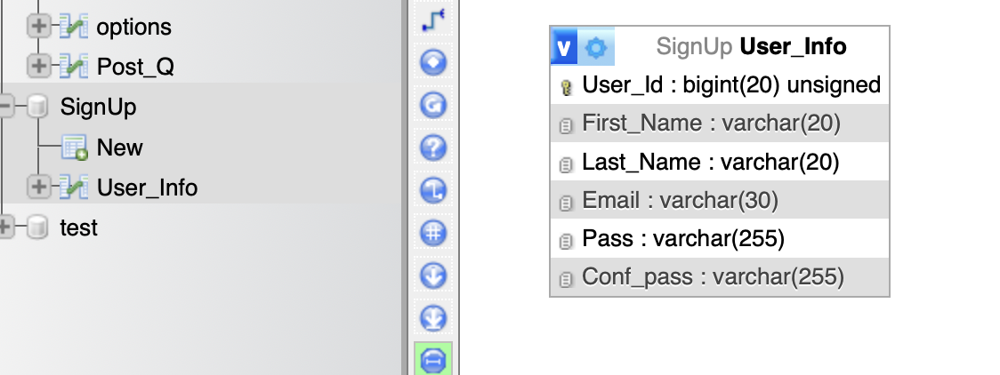 options
Post_Q
SignUp
New
User_Info
test
v SignUp User_Info
User_Id : bigint(20) unsigned
First_Name : varchar(20)
Last_Name : varchar(20)
Email : varchar(30)
Pass : varchar(255)
Conf_pass : varchar(255)